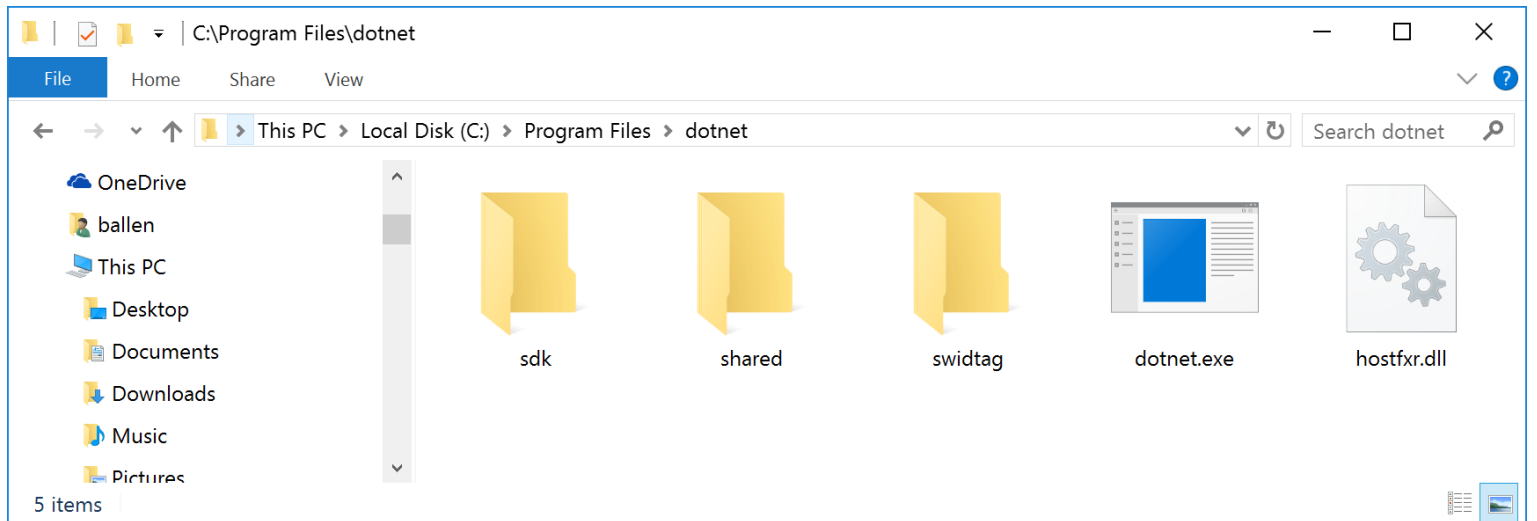 C:\Program Files\dotnet
File Home Share View ?
This PC > Local Disk (C:) > Program Files > dotnet
Search dotnet
OneDrive
ballen
This PC
Desktop
Documents
Downloads
Music
Pictures
sdk
shared
swidtag
dotnet.exe
hostfxr.dll
5 items